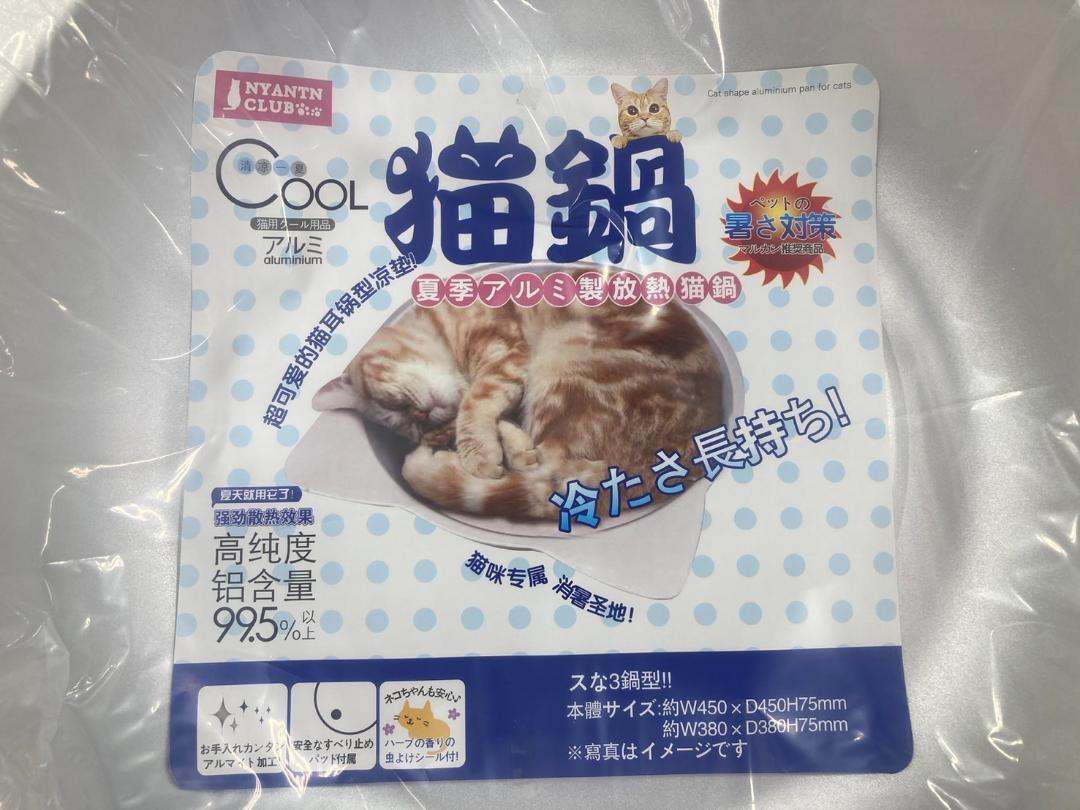 NYANTN
CLUB
Cat shape aluminium pan for cats
清凉一夏
COOL
猫用クール用品
アルミ
aluminium
猫鍋
ペットの
暑さ対策
マルカン推奨商品
夏季アルミ製放熱猫鍋
超可爱的猫耳锅型凉垫!
冷たさ長持ち!
夏天就用它了!
强劲散热效果
高纯度
铝含量
99.5%以上
猫咪专属 消暑圣地!
スな3鍋型!!
本體サイズ:約W450×D450H75mm
約W380×D380H75mm
※寫真はイメージです
お手入れカンタン
アルマイト加工
安全なすべり止め
パッド付属
ネコちゃんも安心♪
ハーブの香りの
虫よけシール付!